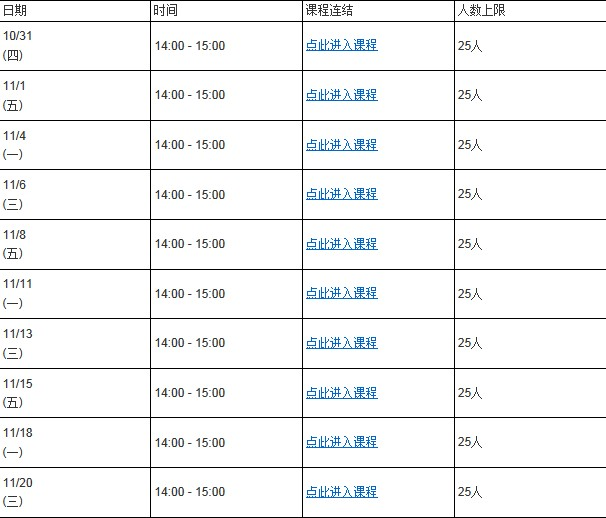 日期 时间 课程连结 人数上限
10/31
(四) 14:00 - 15:00 点此进入课程 25人
11/1
(五) 14:00 - 15:00 点此进入课程 25人
11/4
(一) 14:00 - 15:00 点此进入课程 25人
11/6
(三) 14:00 - 15:00 点此进入课程 25人
11/8
(五) 14:00 - 15:00 点此进入课程 25人
11/11
(一) 14:00 - 15:00 点此进入课程 25人
11/13
(三) 14:00 - 15:00 点此进入课程 25人
11/15
(五) 14:00 - 15:00 点此进入课程 25人
11/18
(一) 14:00 - 15:00 点此进入课程 25人
11/20
(三) 14:00 - 15:00 点此进入课程 25人